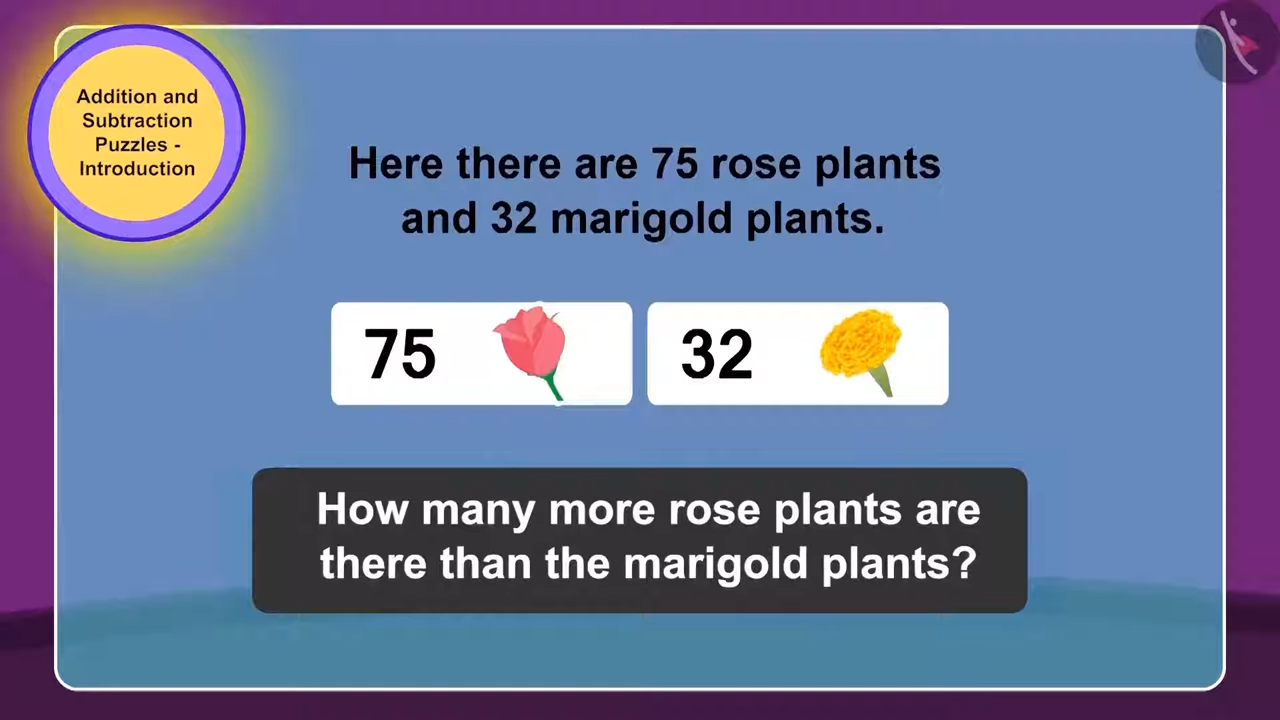 Addition and
Subtraction
Puzzles -
Introduction
Here there are 75 rose plants
and 32 marigold plants.
75
32
How many more rose plants are
there than the marigold plants?